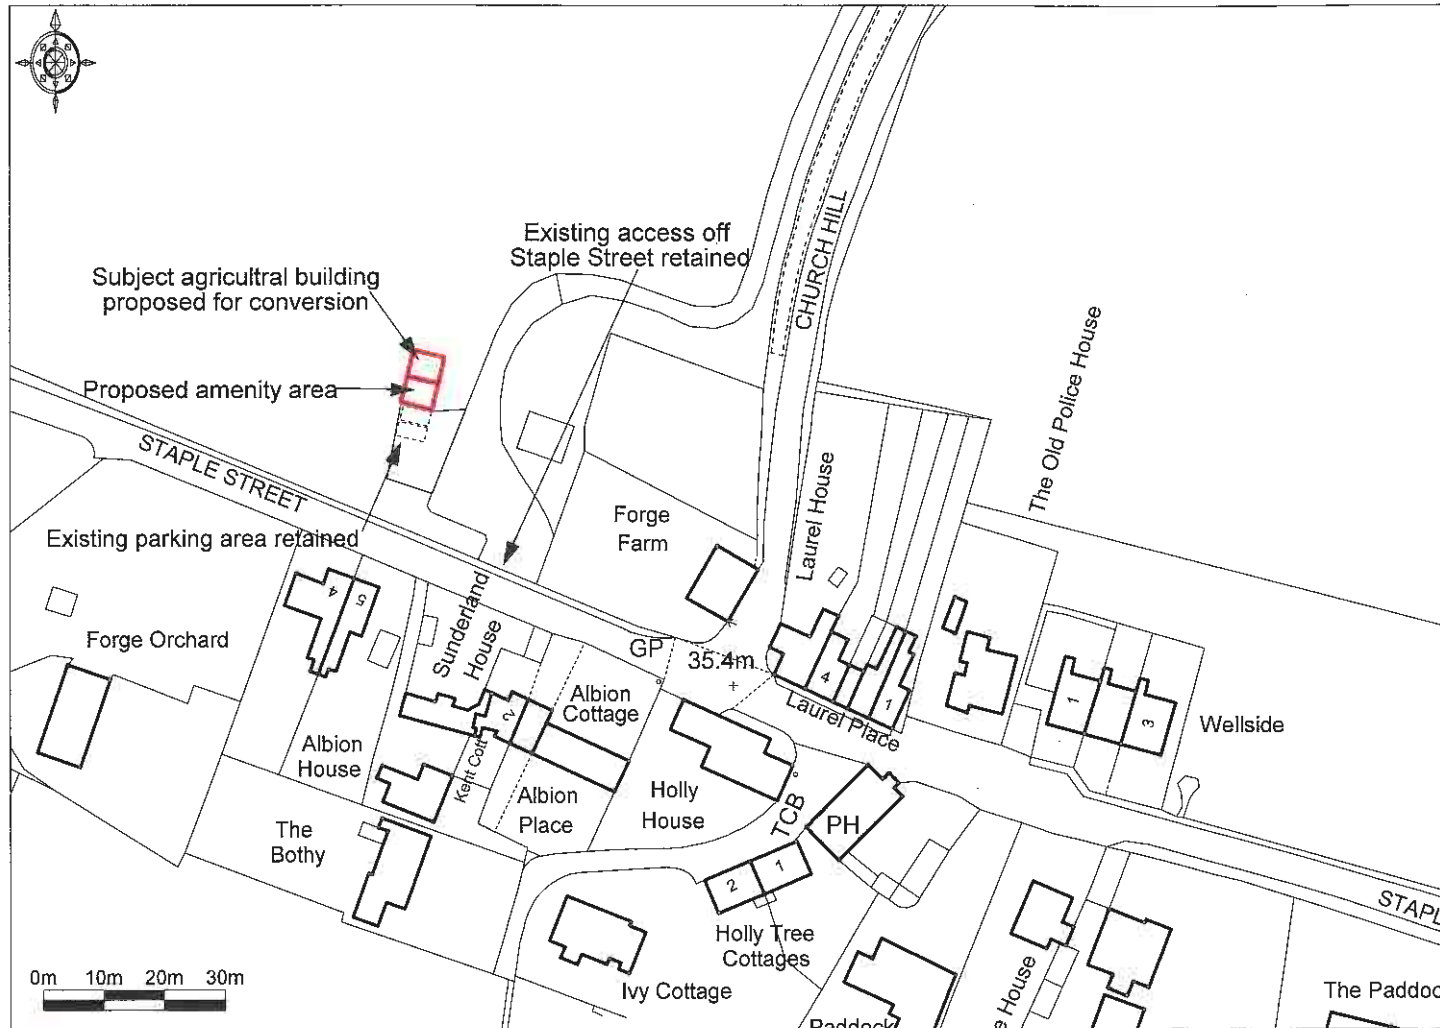 Existing access off
Staple Street retained
Subject agricultral building
proposed for conversion
Proposed amenity area
Existing parking area retained
STAPLE STREET
CHURCH HILL
The Old Police House
Laurel House
Forge
Farm
Forge Orchard
4
5
Sunderland
House
GP
35.4m
4
1
Laurel Place
1
3
Wellside
Albion
Cottage
2
Albion
House
Kent Cott
Albion
Place
Holly
House
TCB
PH
The
Bothy
2
1
Holly Tree
Cottages
Ivy Cottage
Paddock
e House
STAPL
The Paddoc
0m 10m 20m 30m